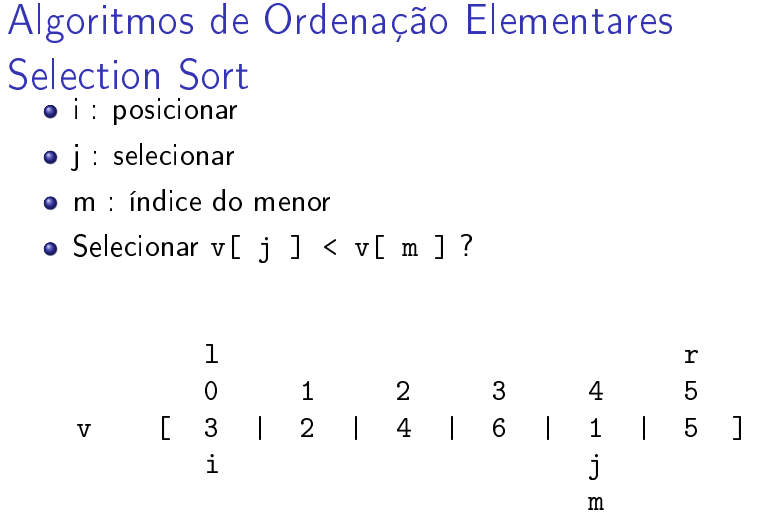 Algoritmos de Ordenação Elementares
Selection Sort
i : posicionar
j : selecionar
m : índice do menor
Selecionar v[ j ] < v[ m ] ?
l r
0 1 2 3 4 5
v [ 3 | 2 | 4 | 6 | 1 | 5 ]
i j
m